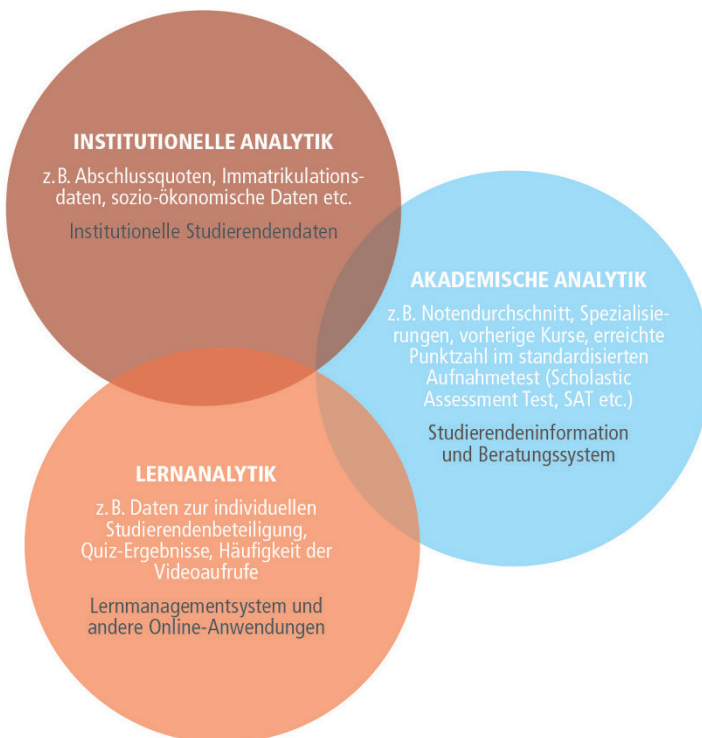 INSTITUTIONELLE ANALYTIK
z. B. Abschlussquoten, Immatrikulations-
daten, sozio-ökonomische Daten etc.
Institutionelle Studierendendaten
AKADEMISCHE ANALYTIK
z. B. Notendurchschnitt, Spezialisie-
rungen, vorherige Kurse, erreichte
Punktzahl im standardisierten
Aufnahmetest (Scholastic
Assessment Test, SAT etc.)
Studierendeninformation
und Beratungssystem
LERNANALYTIK
z. B. Daten zur individuellen
Studierendenbeteiligung,
Quiz-Ergebnisse, Häufigkeit der
Videoaufrufe
Lernmanagementsystem und
andere Online-Anwendungen